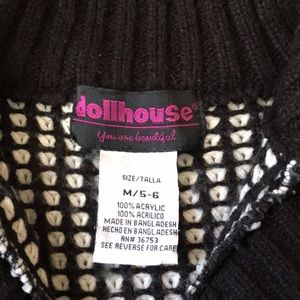 dollhouse®
You are beautiful
SIZE/TALLA
M/5-6
100% ACRYLIC
100% ACRILICO
MADE IN BANGLADESH
HECHO EN BANGLADESH
RN# 36753
SEE REVERSE FOR CARE